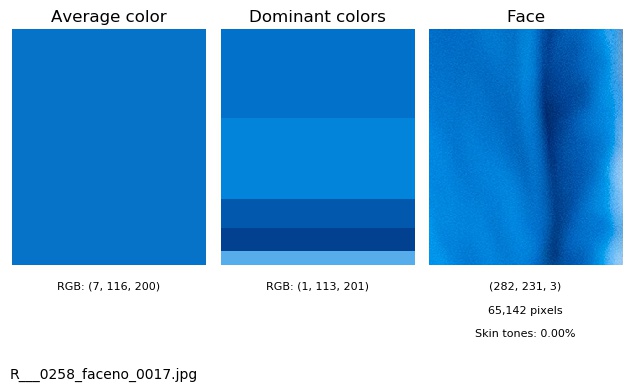 Average color
Dominant colors
Face
RGB: (7, 116, 200)
RGB: (1, 113, 201)
(282, 231, 3)
65,142 pixels
Skin tones: 0.00%
R___0258_faceno_0017.jpg